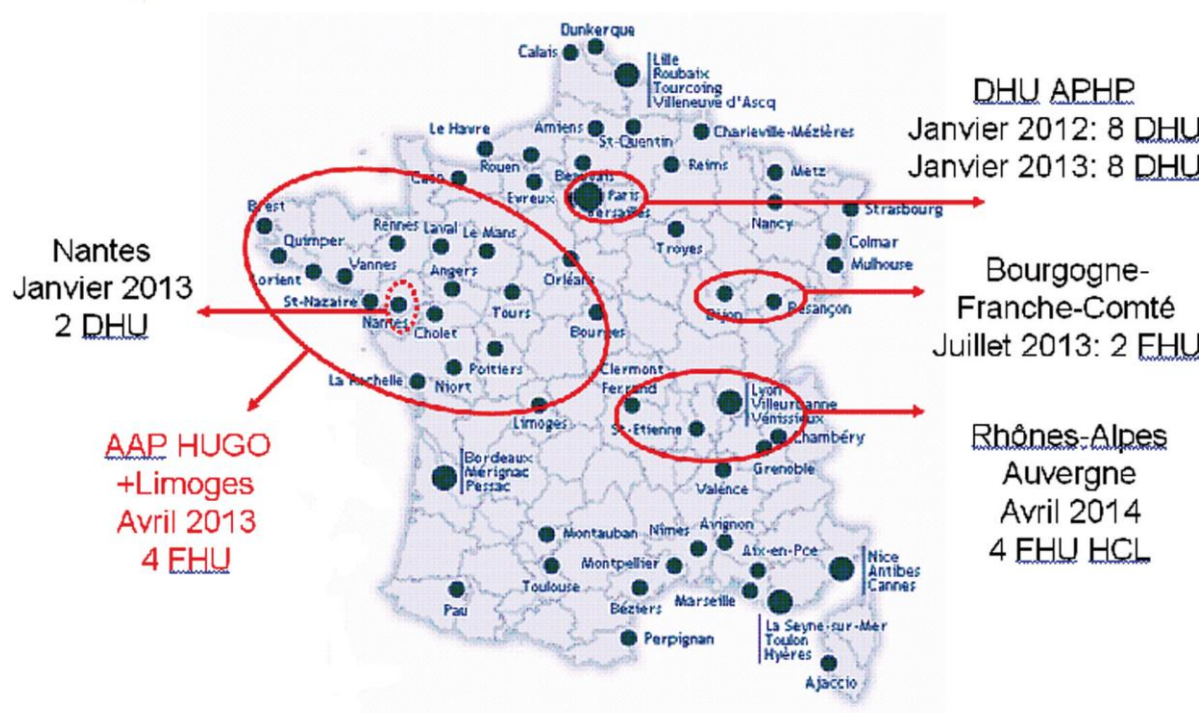 Dunkerque
Calais
Lille
Roubaix
Tourcoing
Villeneuve d'Ascq
DHU APHP
Janvier 2012: 8 DHU
Janvier 2013: 8 DHU
Le Havre
Amiens
St-Quentin
Charleville-Mézières
Rouen
Beauvais
Reims
Metz
Caen
Evreux
Paris
Versailles
Nancy
Strasbourg
Brest
Quimper
Rennes
Laval
Le Mans
Troyes
Colmar
Mulhouse
Nantes
Janvier 2013
2 DHU
Lorient
Vannes
Angers
Orléans
Bourgogne-
Franche-Comté
Juillet 2013: 2 FHU
St-Nazaire
Nantes
Cholet
Tours
Bourges
Dijon
Besançon
La Rochelle
Niort
Poitiers
Clermont
Ferrand
Lyon
Villeurbanne
Vénissieux
Limoges
St-Etienne
Chambéry
Grenoble
Valence
AAP HUGO
+Limoges
Avril 2013
4 FHU
Rhônes-Alpes
Auvergne
Avril 2014
4 FHU HCL
Bordeaux
Mérignac
Pessac
Montauban
Nîmes
Avignon
Aix-en-Pce
Nice
Antibes
Cannes
Toulouse
Montpellier
Béziers
Marseille
Pau
La Seyne-sur-Mer
Toulon
Hyères
Perpignan
Ajaccio